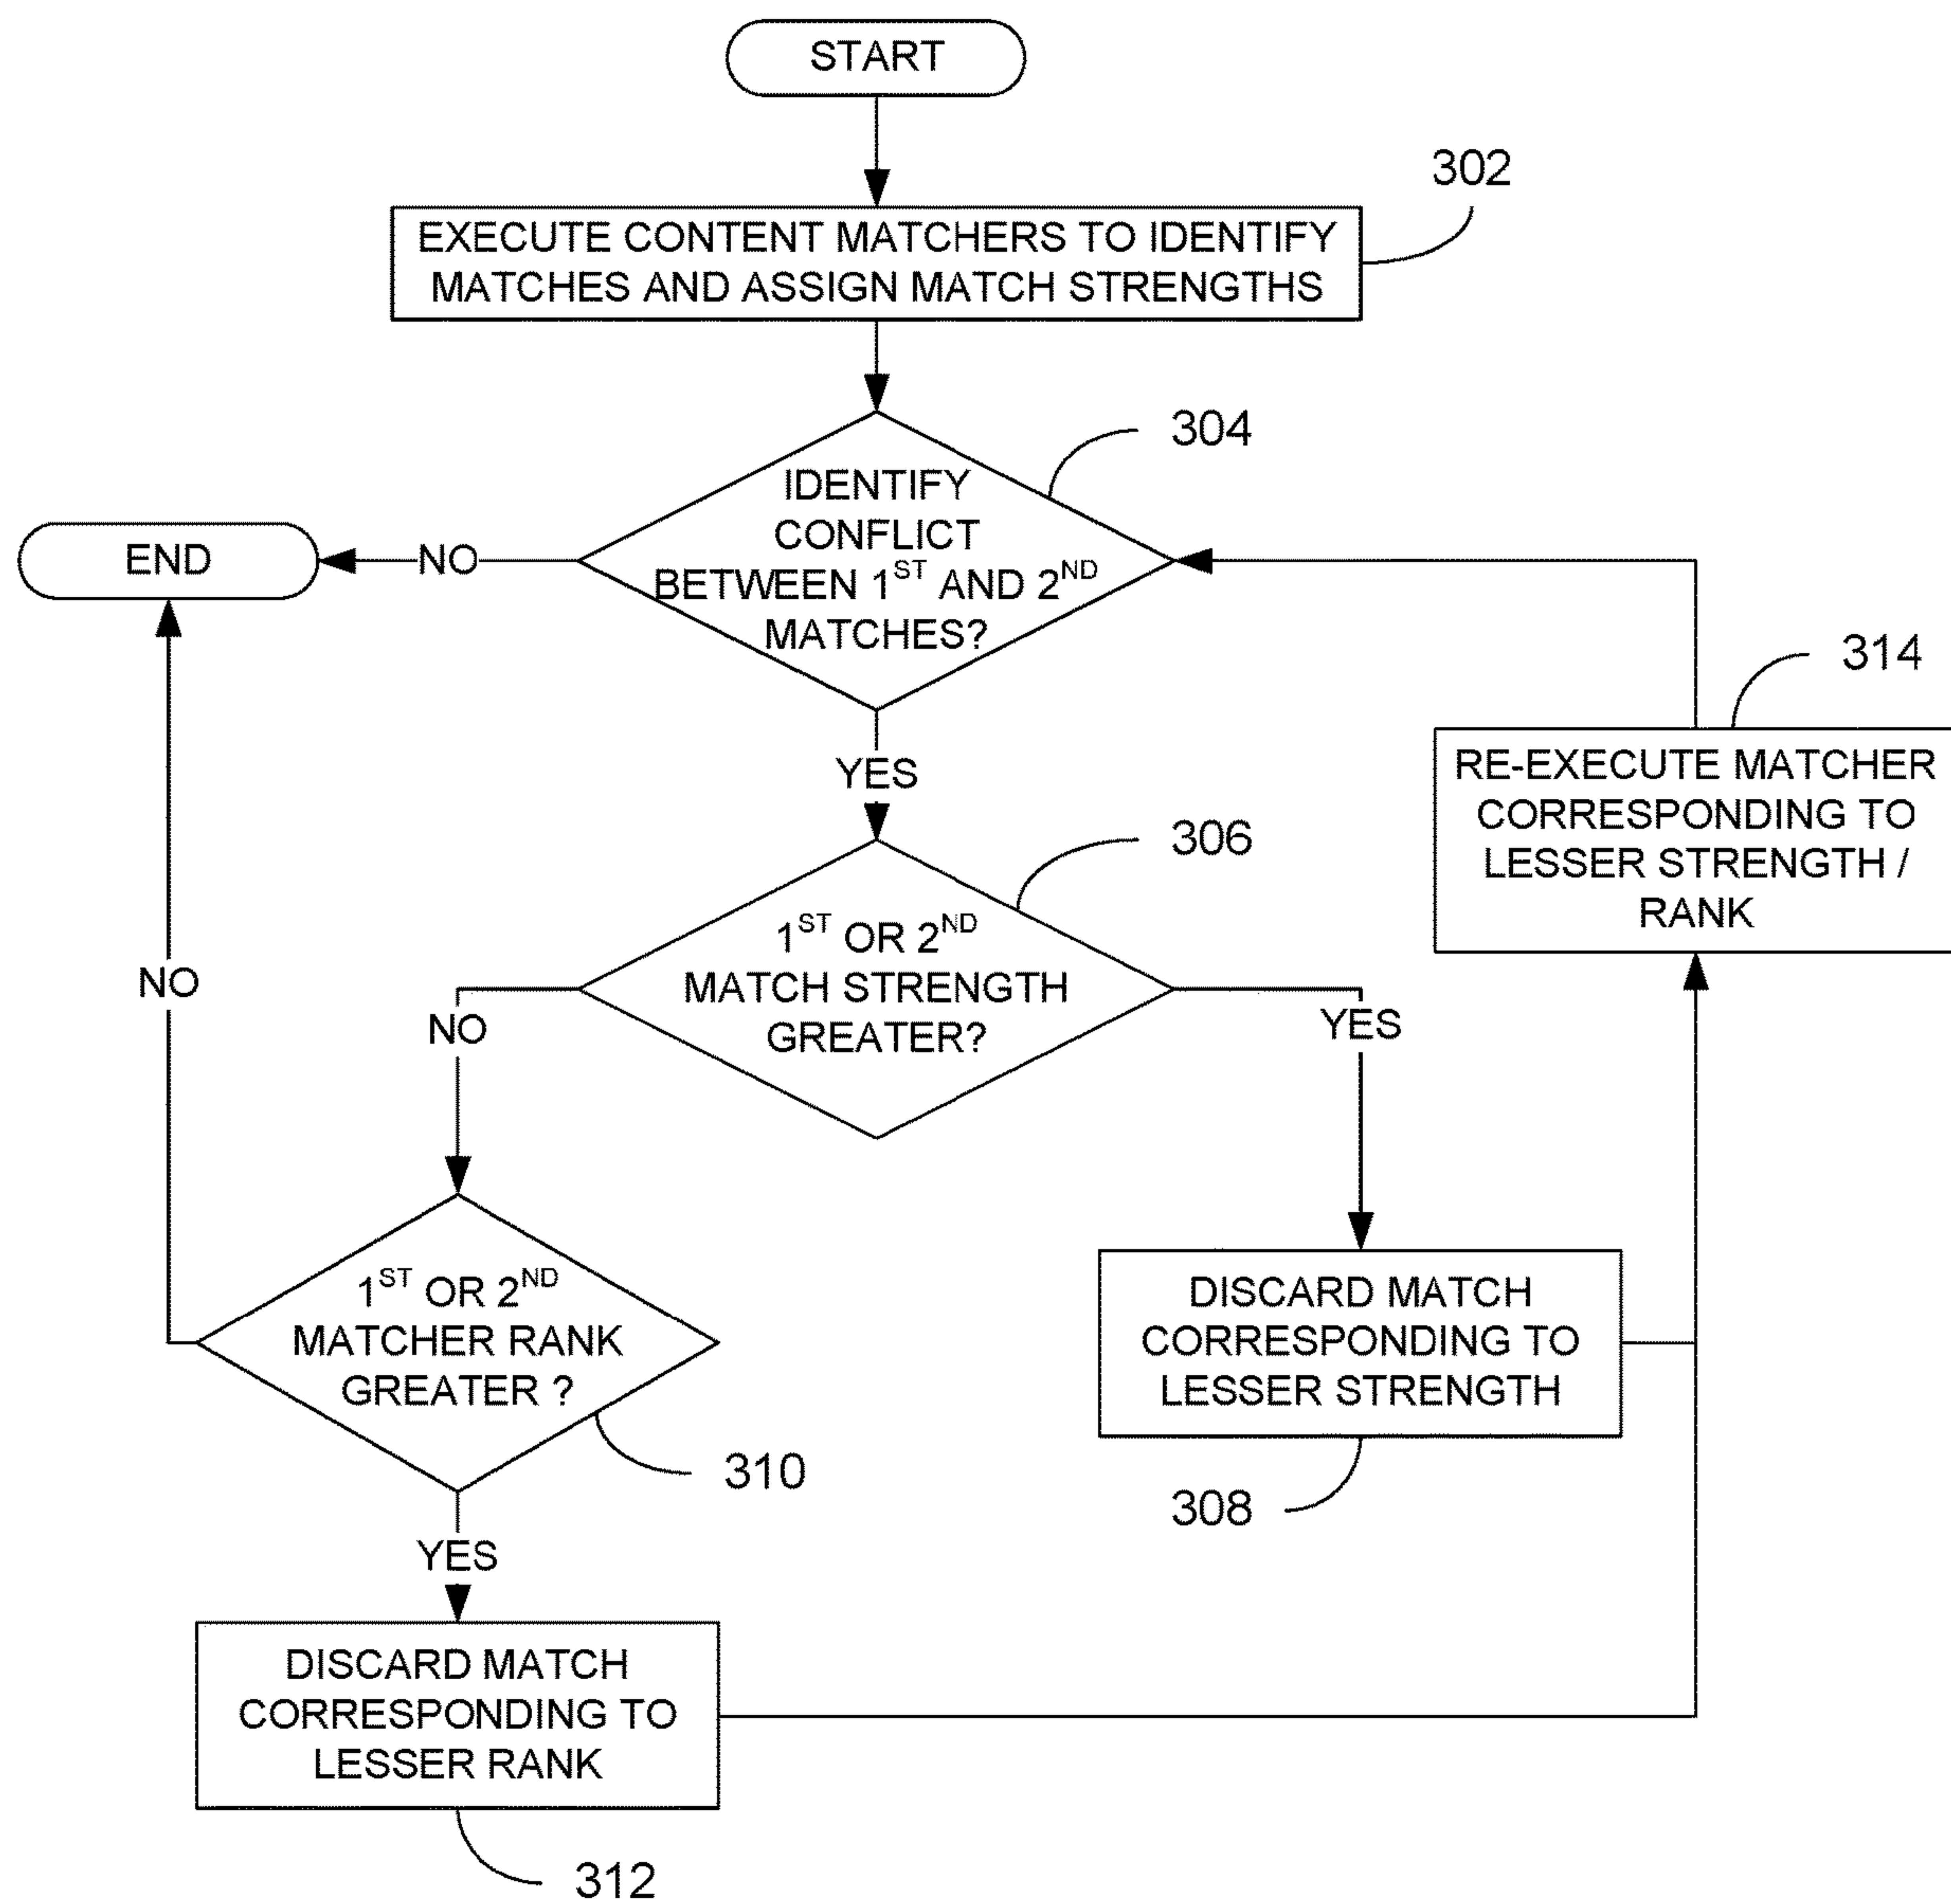 START
302
EXECUTE CONTENT MATCHERS TO IDENTIFY
MATCHES AND ASSIGN MATCH STRENGTHS
304
IDENTIFY
CONFLICT
BETWEEN 1ST AND 2ND
MATCHES?
NO
END
YES
314
RE-EXECUTE MATCHER
CORRESPONDING TO
LESSER STRENGTH /
RANK
306
1ST OR 2ND
MATCH STRENGTH
GREATER?
NO
NO
YES
1ST OR 2ND
MATCHER RANK
GREATER ?
310
DISCARD MATCH
CORRESPONDING TO
LESSER STRENGTH
308
YES
DISCARD MATCH
CORRESPONDING TO
LESSER RANK
312